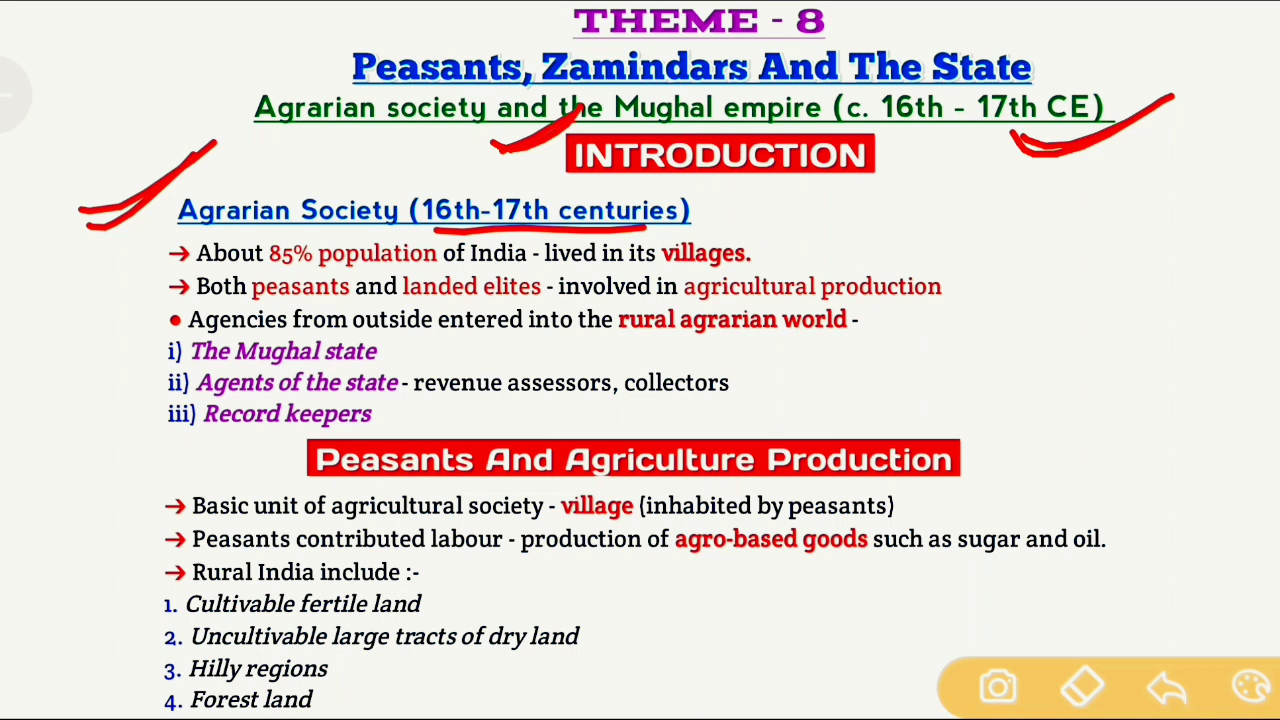 THEME - 8
Peasants, Zamindars And The State
Agrarian society and the Mughal empire (c. 16th - 17th CE)
INTRODUCTION
Agrarian Society (16th-17th centuries)
→ About 85% population of India - lived in its villages.
→ Both peasants and landed elites - involved in agricultural production
● Agencies from outside entered into the rural agrarian world -
i) The Mughal state
ii) Agents of the state - revenue assessors, collectors
iii) Record keepers
Peasants And Agriculture Production
→ Basic unit of agricultural society - village (inhabited by peasants)
→ Peasants contributed labour - production of agro-based goods such as sugar and oil.
→ Rural India include :-
1. Cultivable fertile land
2. Uncultivable large tracts of dry land
3. Hilly regions
4. Forest land